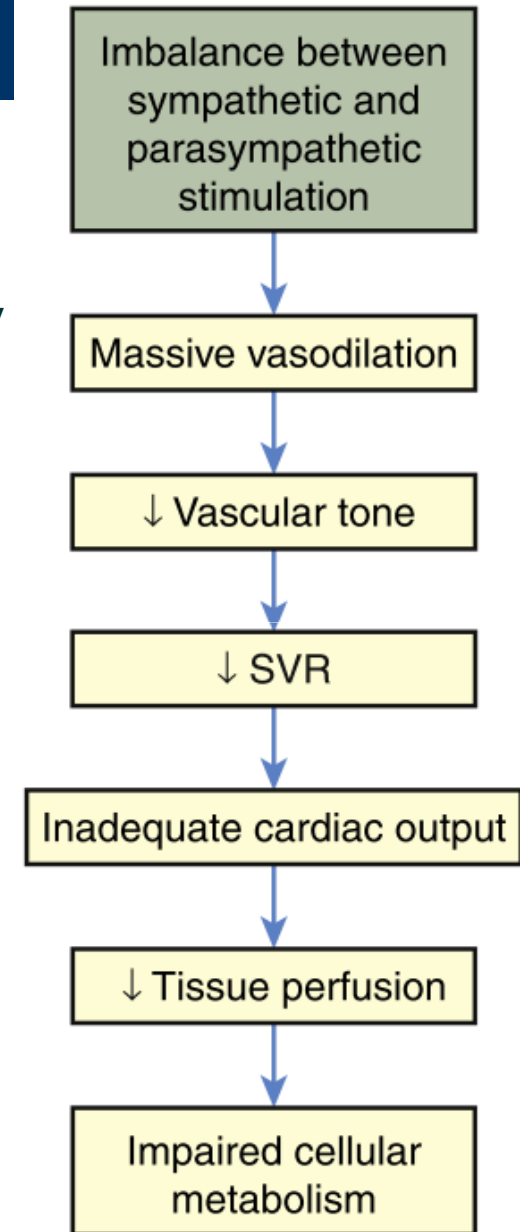 Imbalance between
sympathetic and
parasympathetic
stimulation
Massive vasodilation
↓ Vascular tone
↓ SVR
Inadequate cardiac output
↓ Tissue perfusion
Impaired cellular
metabolism